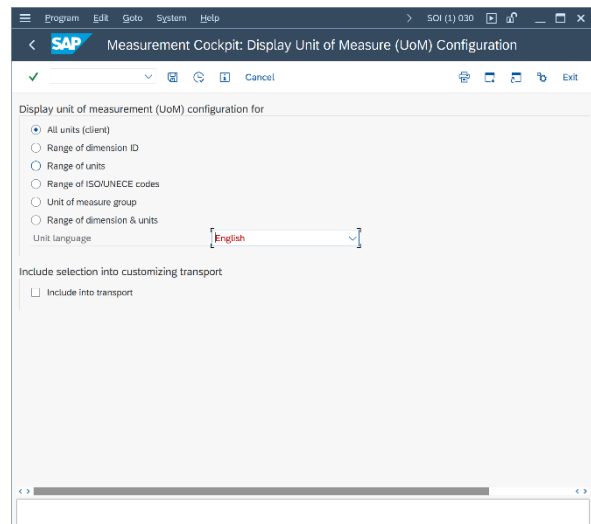 Program Edit Goto System Help SOI (1) 030
SAP Measurement Cockpit: Display Unit of Measure (UoM) Configuration
Cancel Exit
Display unit of measurement (UoM) configuration for
All units (client)
Range of dimension ID
Range of units
Range of ISO/UNECE codes
Unit of measure group
Range of dimension & units
Unit language English
Include selection into customizing transport
Include into transport